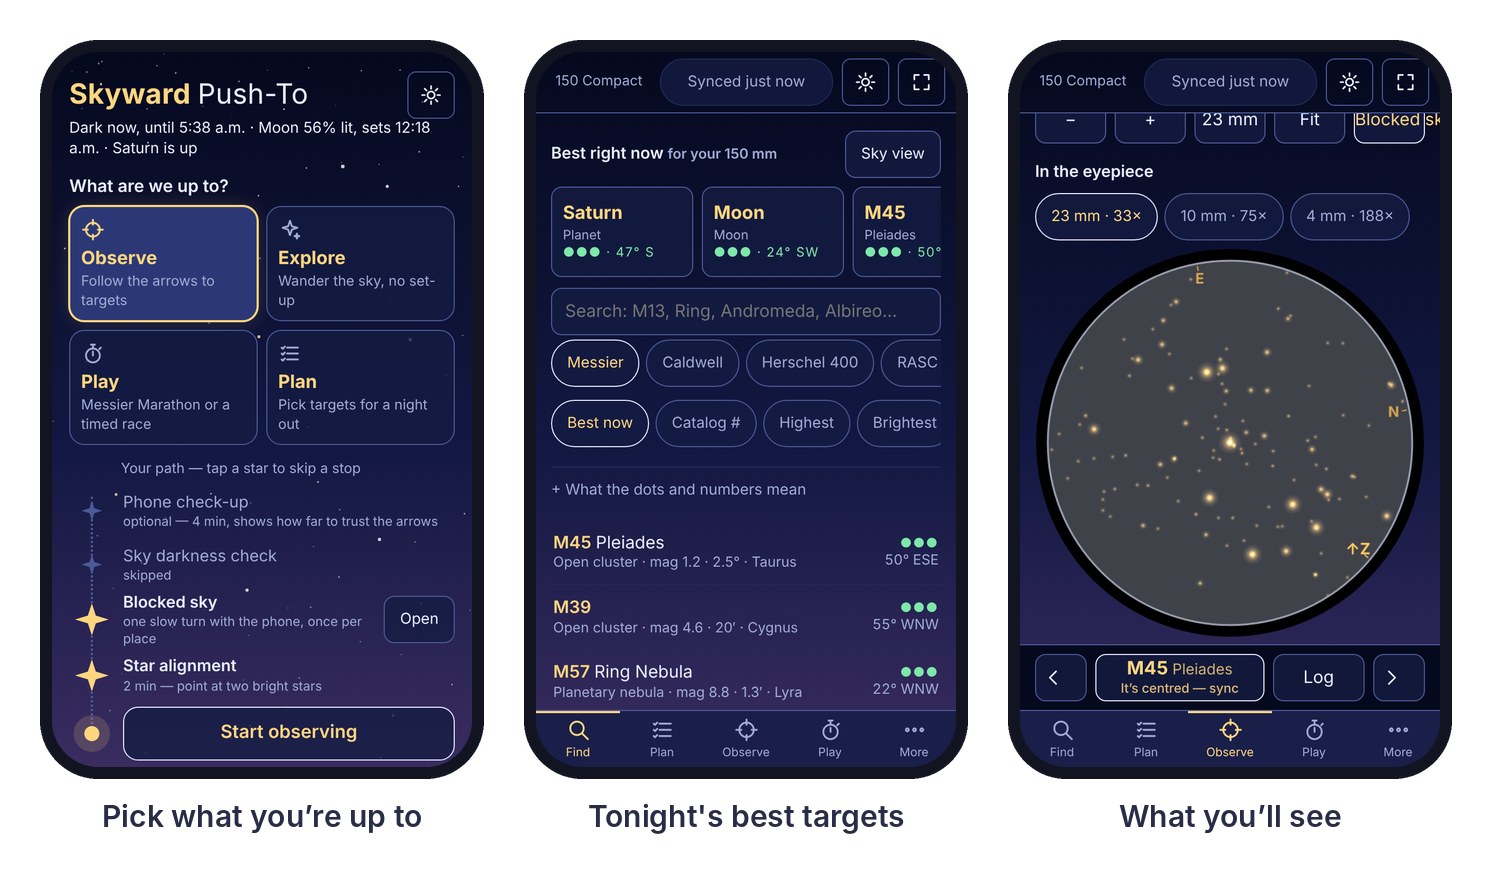 Skyward Push-To
Dark now, until 5:38 a.m. · Moon 56% lit, sets 12:18
a.m. · Saturn is up
What are we up to?
Observe
Follow the arrows to
targets
Explore
Wander the sky, no set-
up
Play
Messier Marathon or a
timed race
Plan
Pick targets for a night
out
Your path — tap a star to skip a stop
Phone check-up
optional — 4 min, shows how far to trust the arrows
Sky darkness check
skipped
Blocked sky
one slow turn with the phone, once per
place
Open
Star alignment
2 min — point at two bright stars
Start observing
Pick what you’re up to
150 Compact
Synced just now
Best right now for your 150 mm
Sky view
Saturn
Planet
●●● · 47° S
Moon
Moon
●●● · 24° SW
M45
Pleiades
●●● · 50°
Search: M13, Ring, Andromeda, Albireo...
Messier
Caldwell
Herschel 400
RASC
Best now
Catalog #
Highest
Brightest
+ What the dots and numbers mean
M45 Pleiades
Open cluster · mag 1.2 · 2.5° · Taurus
●●●
50° ESE
M39
Open cluster · mag 4.6 · 20′ · Cygnus
●●●
55° WNW
M57 Ring Nebula
Planetary nebula · mag 8.8 · 1.3′ · Lyra
●●●
22° WNW
Find
Plan
Observe
Play
More
Tonight's best targets
150 Compact
Synced just now
−
+
23 mm
Fit
Blocked sk
In the eyepiece
23 mm · 33×
10 mm · 75×
4 mm · 188×
E
N
↑Z
M45 Pleiades
It’s centred — sync
Log
Find
Plan
Observe
Play
More
What you’ll see